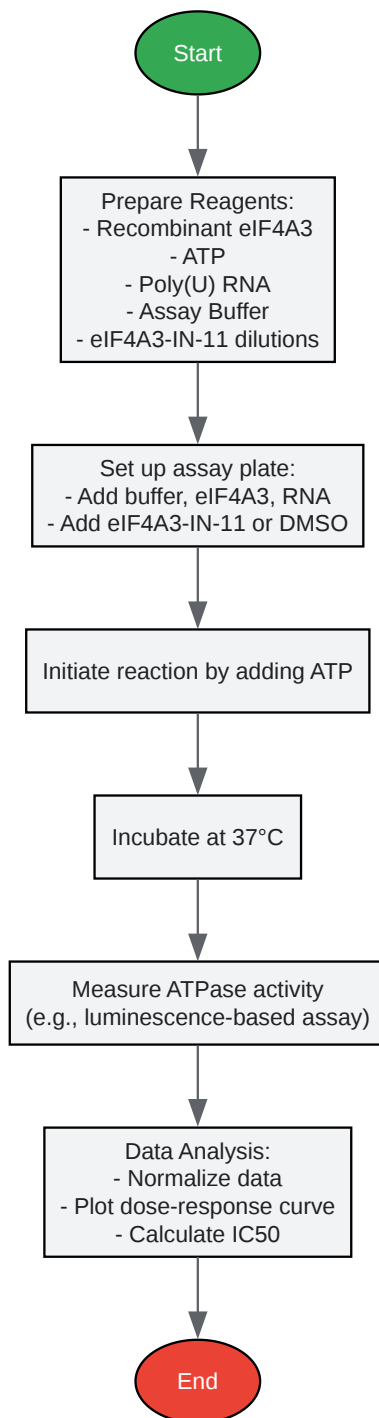 Start
Prepare Reagents:
- Recombinant eIF4A3
- ATP
- Poly(U) RNA
- Assay Buffer
- eIF4A3-IN-11 dilutions
Set up assay plate:
- Add buffer, eIF4A3, RNA
- Add eIF4A3-IN-11 or DMSO
Initiate reaction by adding ATP
Incubate at 37°C
Measure ATPase activity
(e.g., luminescence-based assay)
Data Analysis:
- Normalize data
- Plot dose-response curve
- Calculate IC50
End